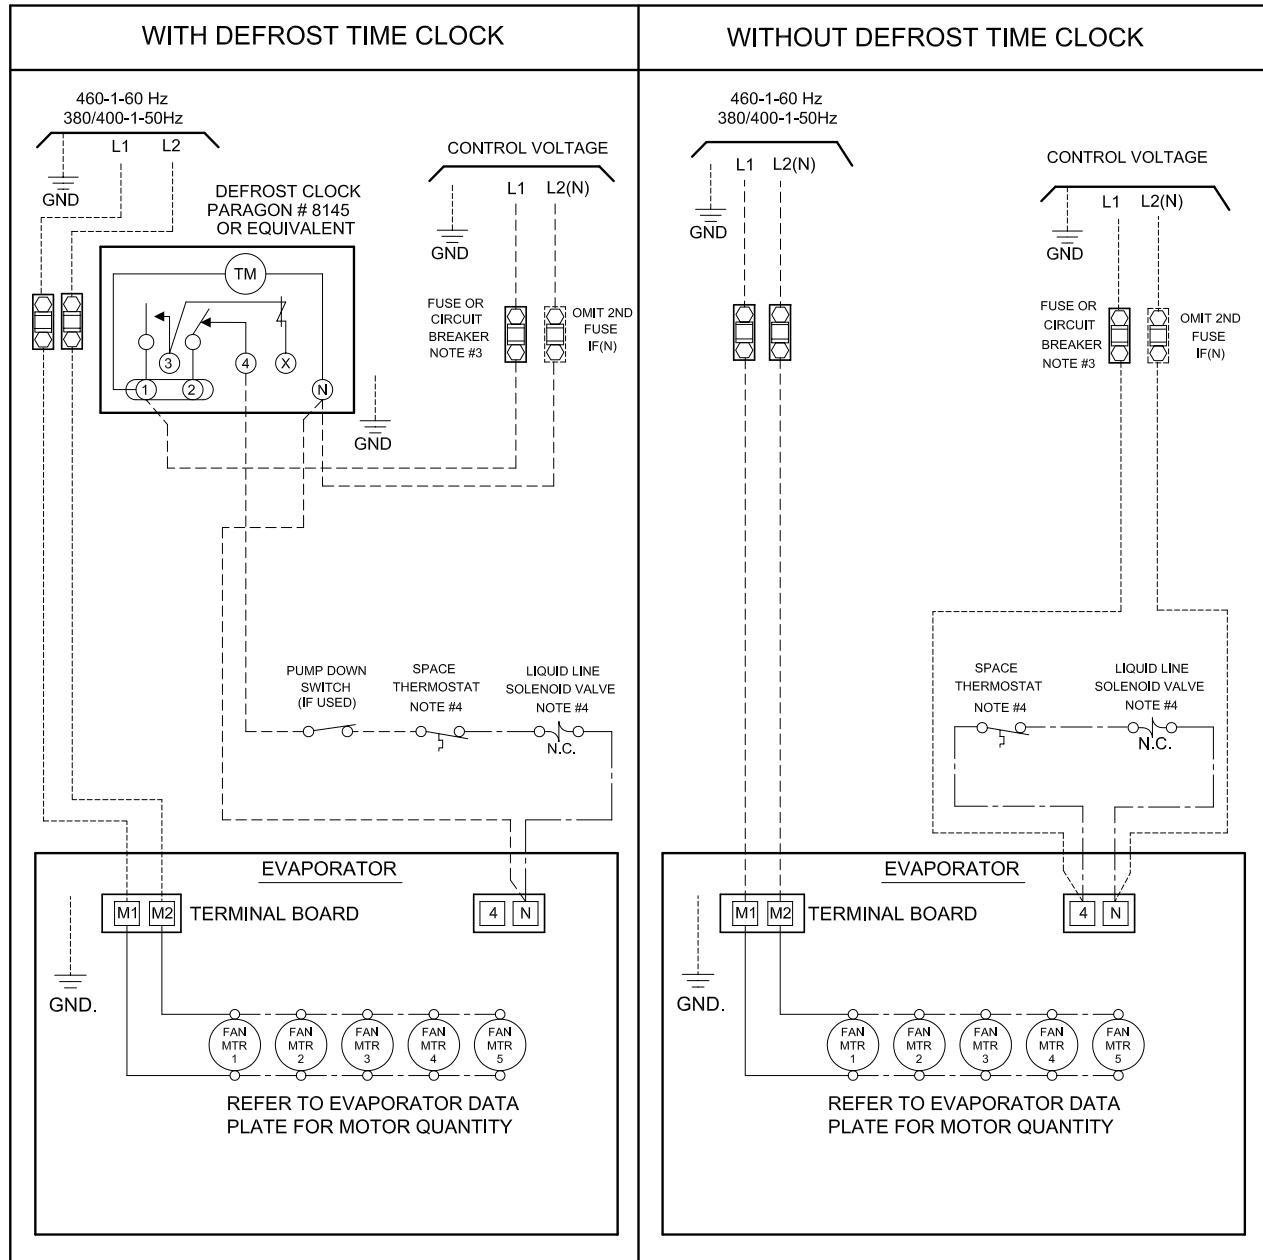 WITH DEFROST TIME CLOCK
460-1-60 Hz
380/400-1-50Hz
L1 L2
GND
DEFROST CLOCK
PARAGON # 8145
OR EQUIVALENT
CONTROL VOLTAGE
L1 L2(N)
GND
TM
3 4 X
1 2 N
GND
FUSE OR
CIRCUIT
BREAKER
NOTE #3
OMIT 2ND
FUSE
IF(N)
PUMP DOWN
SWITCH
(IF USED)
SPACE
THERMOSTAT
NOTE #4
LIQUID LINE
SOLENOID VALVE
NOTE #4
N.C.
EVAPORATOR
M1 M2 TERMINAL BOARD
4 N
GND.
FAN
MTR
1
FAN
MTR
2
FAN
MTR
3
FAN
MTR
4
FAN
MTR
5
REFER TO EVAPORATOR DATA
PLATE FOR MOTOR QUANTITY
WITHOUT DEFROST TIME CLOCK
460-1-60 Hz
380/400-1-50Hz
L1 L2(N)
GND
CONTROL VOLTAGE
L1 L2(N)
GND
FUSE OR
CIRCUIT
BREAKER
NOTE #3
OMIT 2ND
FUSE
IF(N)
SPACE
THERMOSTAT
NOTE #4
LIQUID LINE
SOLENOID VALVE
NOTE #4
N.C.
EVAPORATOR
M1 M2 TERMINAL BOARD
4 N
GND.
FAN
MTR
1
FAN
MTR
2
FAN
MTR
3
FAN
MTR
4
FAN
MTR
5
REFER TO EVAPORATOR DATA
PLATE FOR MOTOR QUANTITY